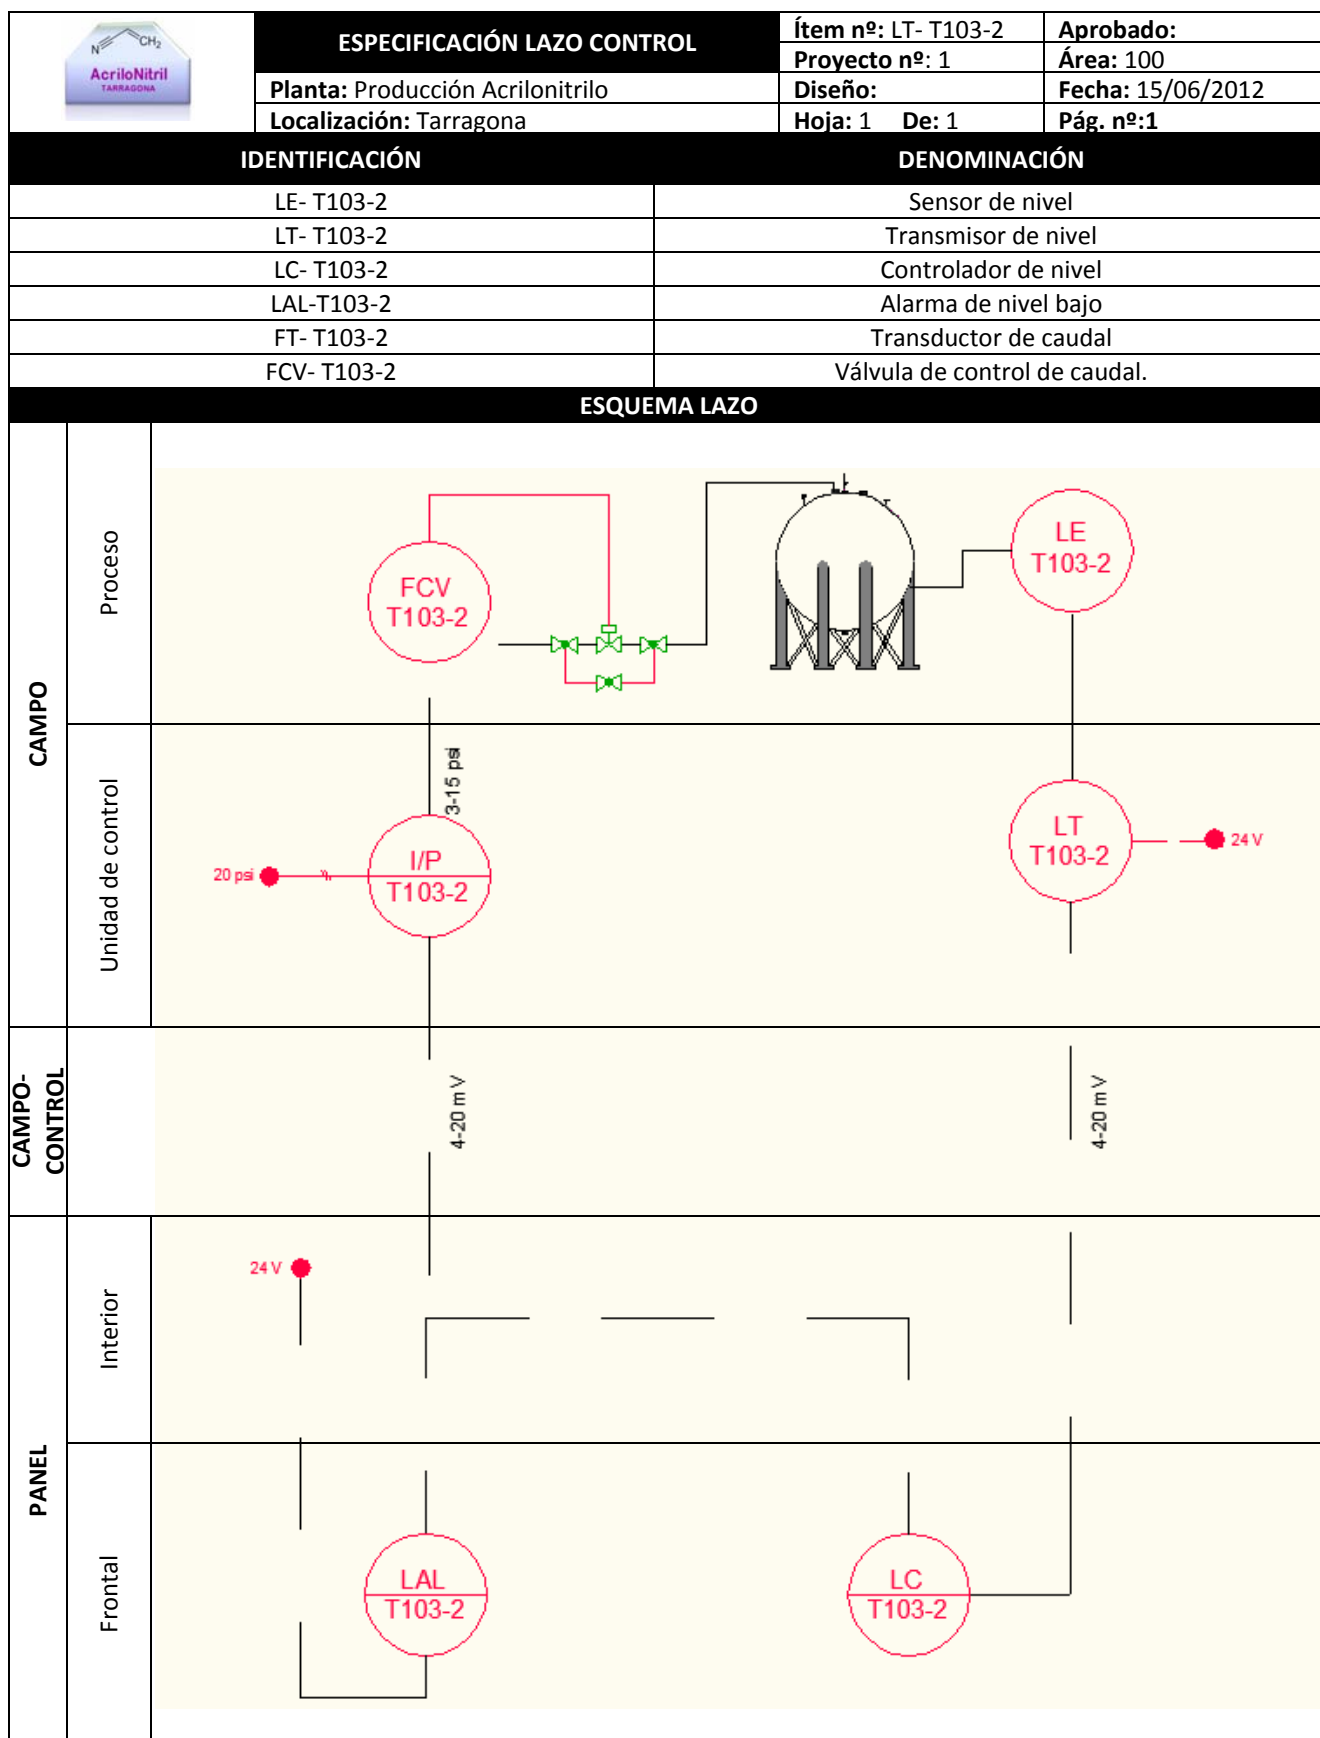 N CH2
AcriloNitril
TARRAGONA
ESPECIFICACIÓN LAZO CONTROL
Ítem nº: LT- T103-2
Aprobado:
Proyecto nº: 1
Área: 100
Planta: Producción Acrilonitrilo
Diseño:
Fecha: 15/06/2012
Localización: Tarragona
Hoja: 1 De: 1
Pág. nº:1
IDENTIFICACIÓN
DENOMINACIÓN
LE- T103-2
Sensor de nivel
LT- T103-2
Transmisor de nivel
LC- T103-2
Controlador de nivel
LAL-T103-2
Alarma de nivel bajo
FT- T103-2
Transductor de caudal
FCV- T103-2
Válvula de control de caudal.
ESQUEMA LAZO
CAMPO
Proceso
FCV
T103-2
LE
T103-2
Unidad de control
3-15 psi
20 psi
I/P
T103-2
LT
T103-2
24 V
CAMPO-
CONTROL
4-20 m V
4-20 m V
PANEL
Interior
24 V
Frontal
LAL
T103-2
LC
T103-2